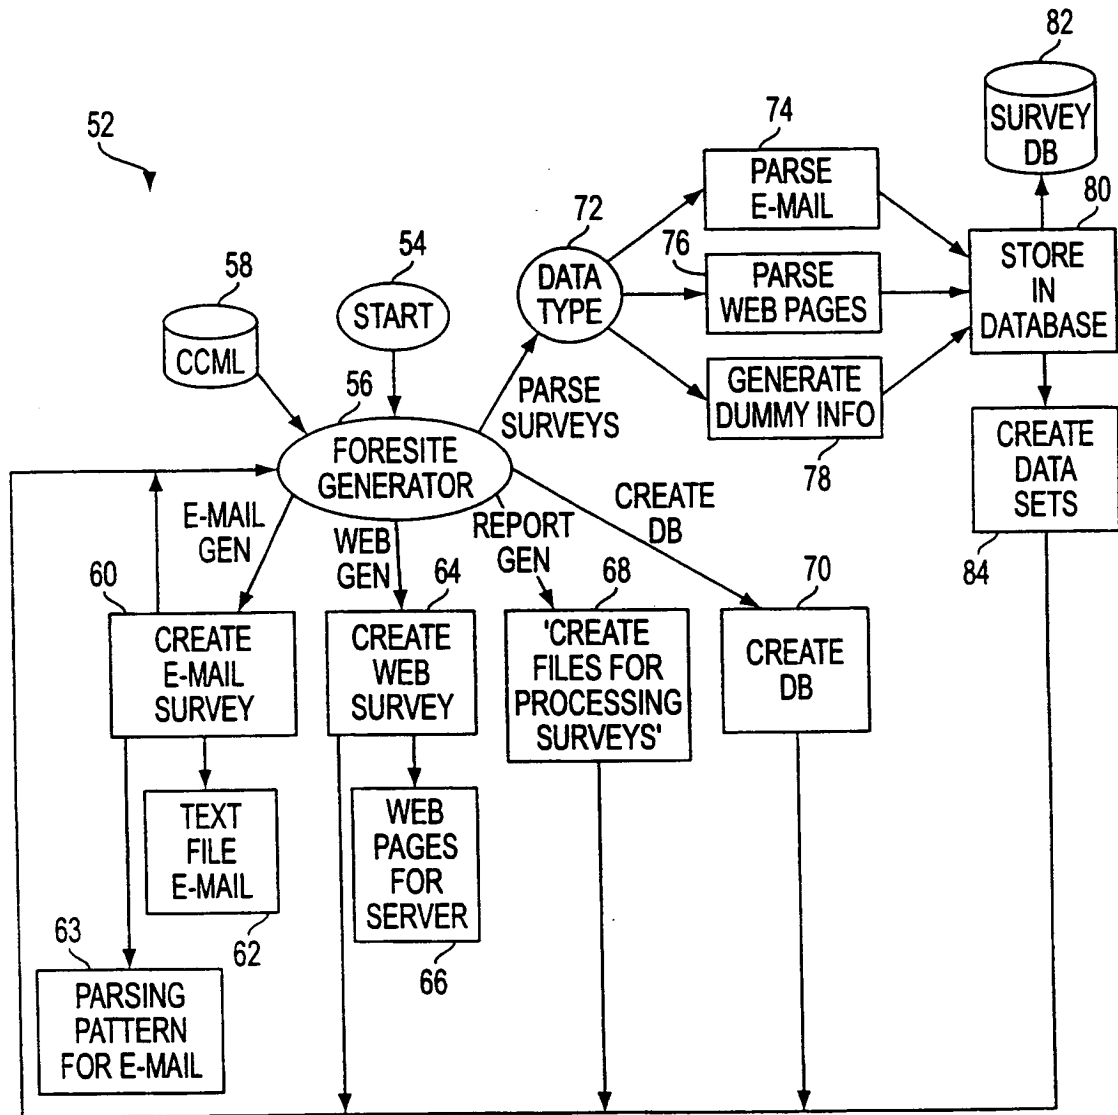 82
SURVEY
DB
52
74
PARSE
E-MAIL
80
STORE
IN
DATABASE
72
DATA
TYPE
76
PARSE
WEB PAGES
54
START
58
CCML
PARSE
SURVEYS
GENERATE
DUMMY INFO
78
CREATE
DATA
SETS
84
56
FORESITE
GENERATOR
E-MAIL
GEN
WEB
GEN
REPORT
GEN
CREATE
DB
60
CREATE
E-MAIL
SURVEY
64
CREATE
WEB
SURVEY
68
'CREATE
FILES FOR
PROCESSING
SURVEYS'
70
CREATE
DB
TEXT
FILE
E-MAIL
62
WEB
PAGES
FOR
SERVER
66
63
PARSING
PATTERN
FOR E-MAIL